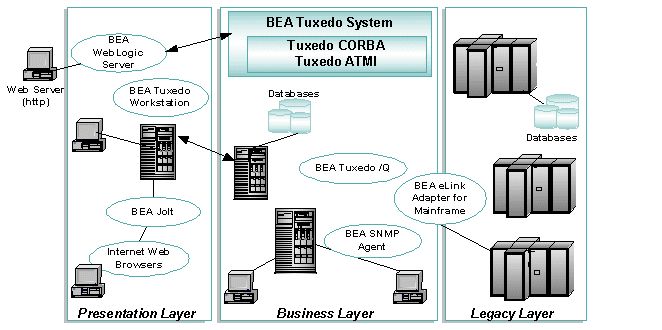 BEA
WebLogic
Server
Web Server
(http)
BEA Tuxedo
Workstation
BEA Jolt
Internet Web
Browsers
Presentation Layer
BEA Tuxedo System
Tuxedo CORBA
Tuxedo ATMI
Databases
BEA Tuxedo /Q
BEA SNMP
Agent
Business Layer
Databases
BEA eLink
Adapter for
Mainframe
Legacy Layer